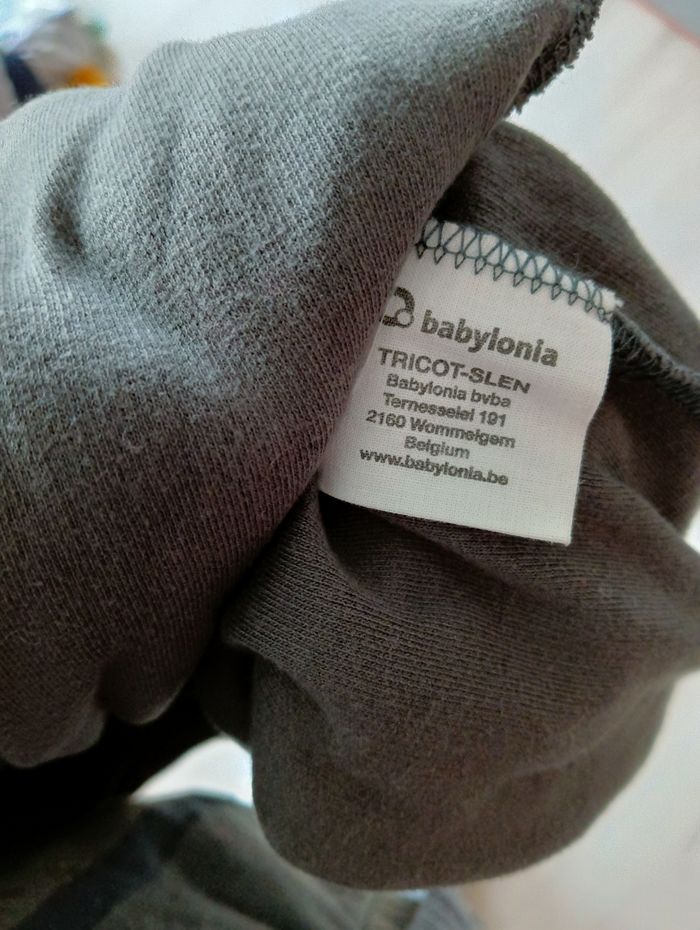 babylonia
TRICOT-SLEN
Babylonia bvba
Ternesselei 191
2160 Wommelgem
Belgium
www.babylonia.be